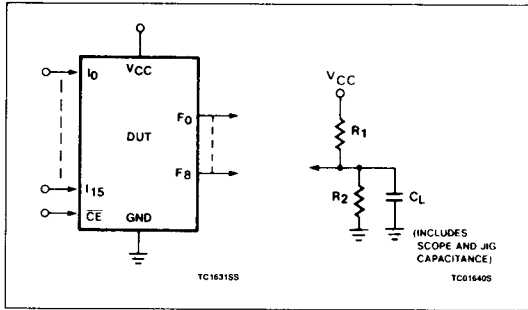 I0
VCC
F0
DUT
F8
I15
CE
GND
TC1631SS
VCC
R1
R2
CL
(INCLUDES
SCOPE AND JIG
CAPACITANCE)
TC01640S